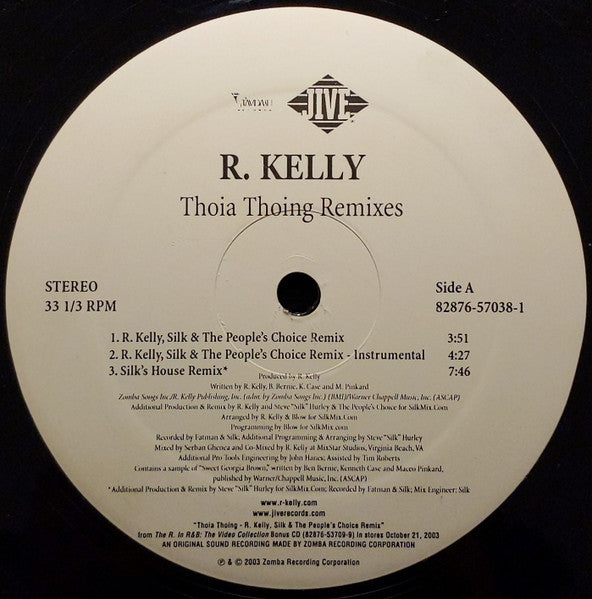 JIVE
RECORDS
R. KELLY
Thoia Thoing Remixes
STEREO
33 1/3 RPM
Side A
82876-57038-1
1. R. Kelly, Silk & The People's Choice Remix 3:51
2. R. Kelly, Silk & The People's Choice Remix - Instrumental 4:27
3. Silk's House Remix* 7:46
Produced by R. Kelly
Written by R. Kelly, B. Bernie, K. Case and M. Pinkard
Zomba Songs Inc./R. Kelly Publishing, Inc. (adm. by Zomba Songs Inc.) (BMI)/Warner Chappell Music, Inc. (ASCAP)
Additional Production & Remix by R. Kelly and Steve "Silk" Hurley & The People's Choice for SilkMix.Com
Arranged by R. Kelly & Blow for SilkMix.Com
Programming by Blow for SilkMix.com
Recorded by Fatman & Silk; Additional Programming & Arranging by Steve "Silk" Hurley
Mixed by Serban Ghenea and Co-Mixed by R. Kelly at MixStar Studios, Virginia Beach, VA
Additional Pro Tools Engineering by John Hanes; Assisted by Tim Roberts
Contains a sample of "Sweet Georgia Brown," written by Ben Bernie, Kenneth Case and Maceo Pinkard,
published by Warner/Chappell Music, Inc. (ASCAP)
*Additional Production & Remix by Steve "Silk" Hurley for SilkMix.Com; Recorded by Fatman & Silk; Mix Engineer: Silk
www.r-kelly.com
www.jiverecords.com
"Thoia Thoing - R. Kelly, Silk & The People's Choice Remix"
from The R. In R&B: The Video Collection Bonus CD (82876-53709-9) In stores October 21, 2003
AN ORIGINAL SOUND RECORDING MADE BY ZOMBA RECORDING CORPORATION
℗ & © 2003 Zomba Recording Corporation